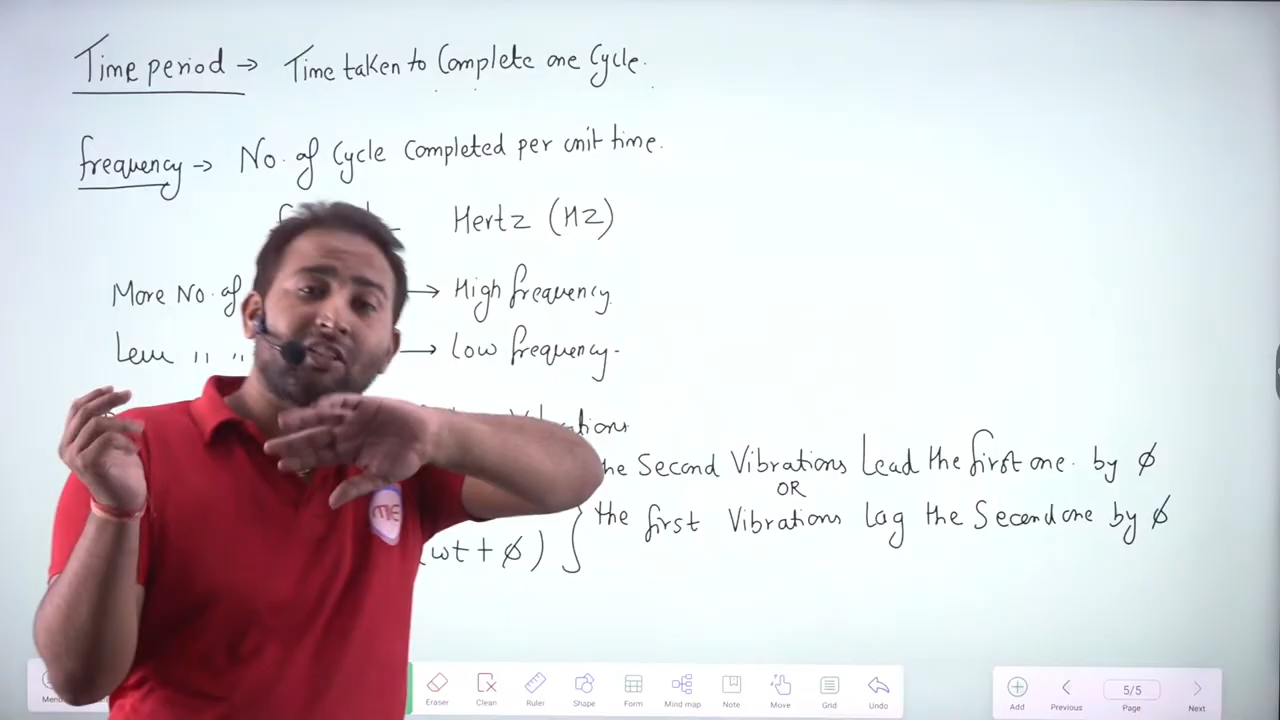 Time period → Time taken to Complete one Cycle.
frequency → No. of Cycle Completed per unit time.
Hertz (HZ)
More No. of → High frequency.
Less " " → Low frequency.
the Second Vibrations Lead the first one. by ϕ
OR
the first Vibrations Lag the Second one by ϕ
(ωt + ϕ) }
ME
Eraser Clean Ruler Shape Form Mind map Note Move Grid Undo Add Previous 5/5 Page Next